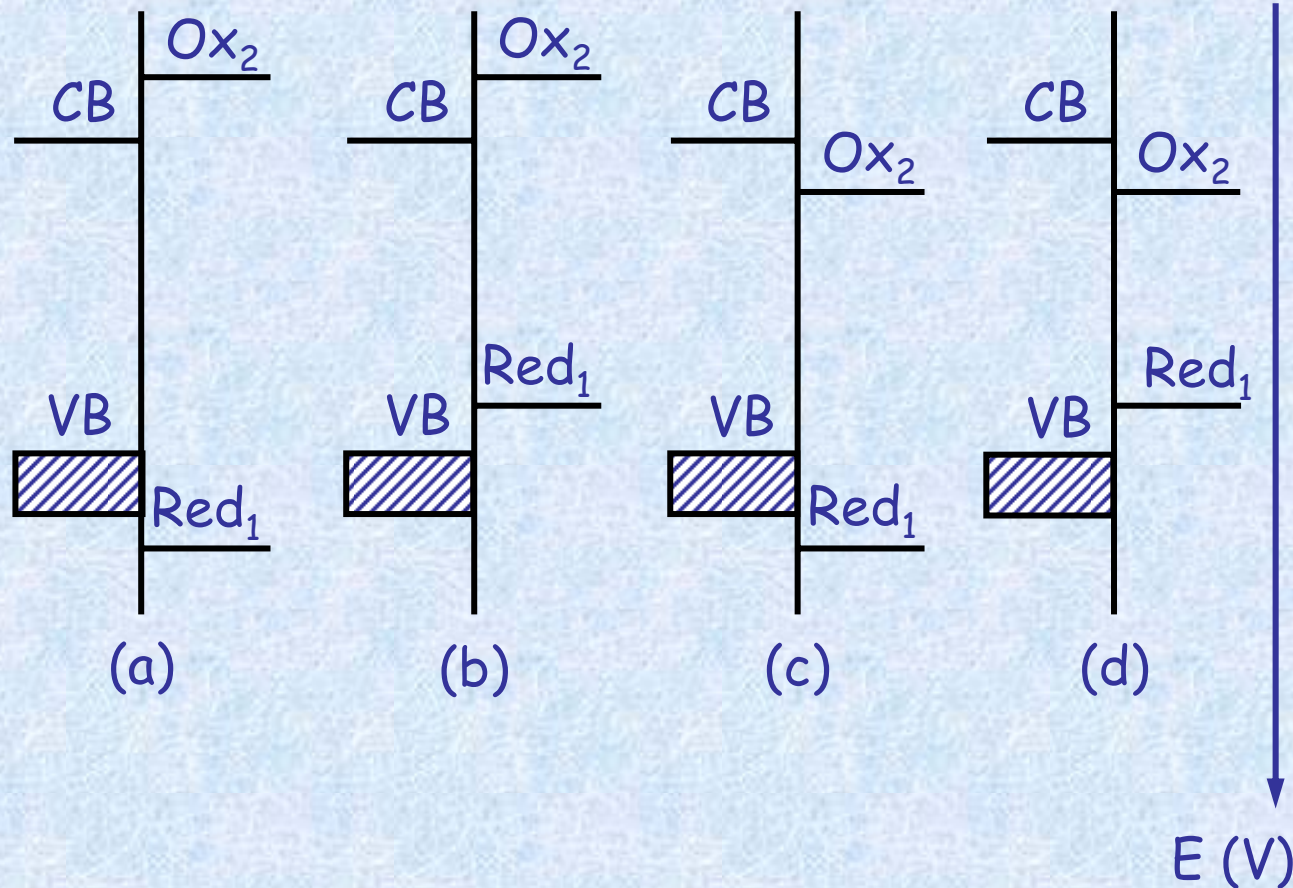 Ox₂
CB
VB
Red₁
(a)
Ox₂
CB
Red₁
VB
(b)
CB
Ox₂
VB
Red₁
(c)
CB
Ox₂
Red₁
VB
(d)
E (V)